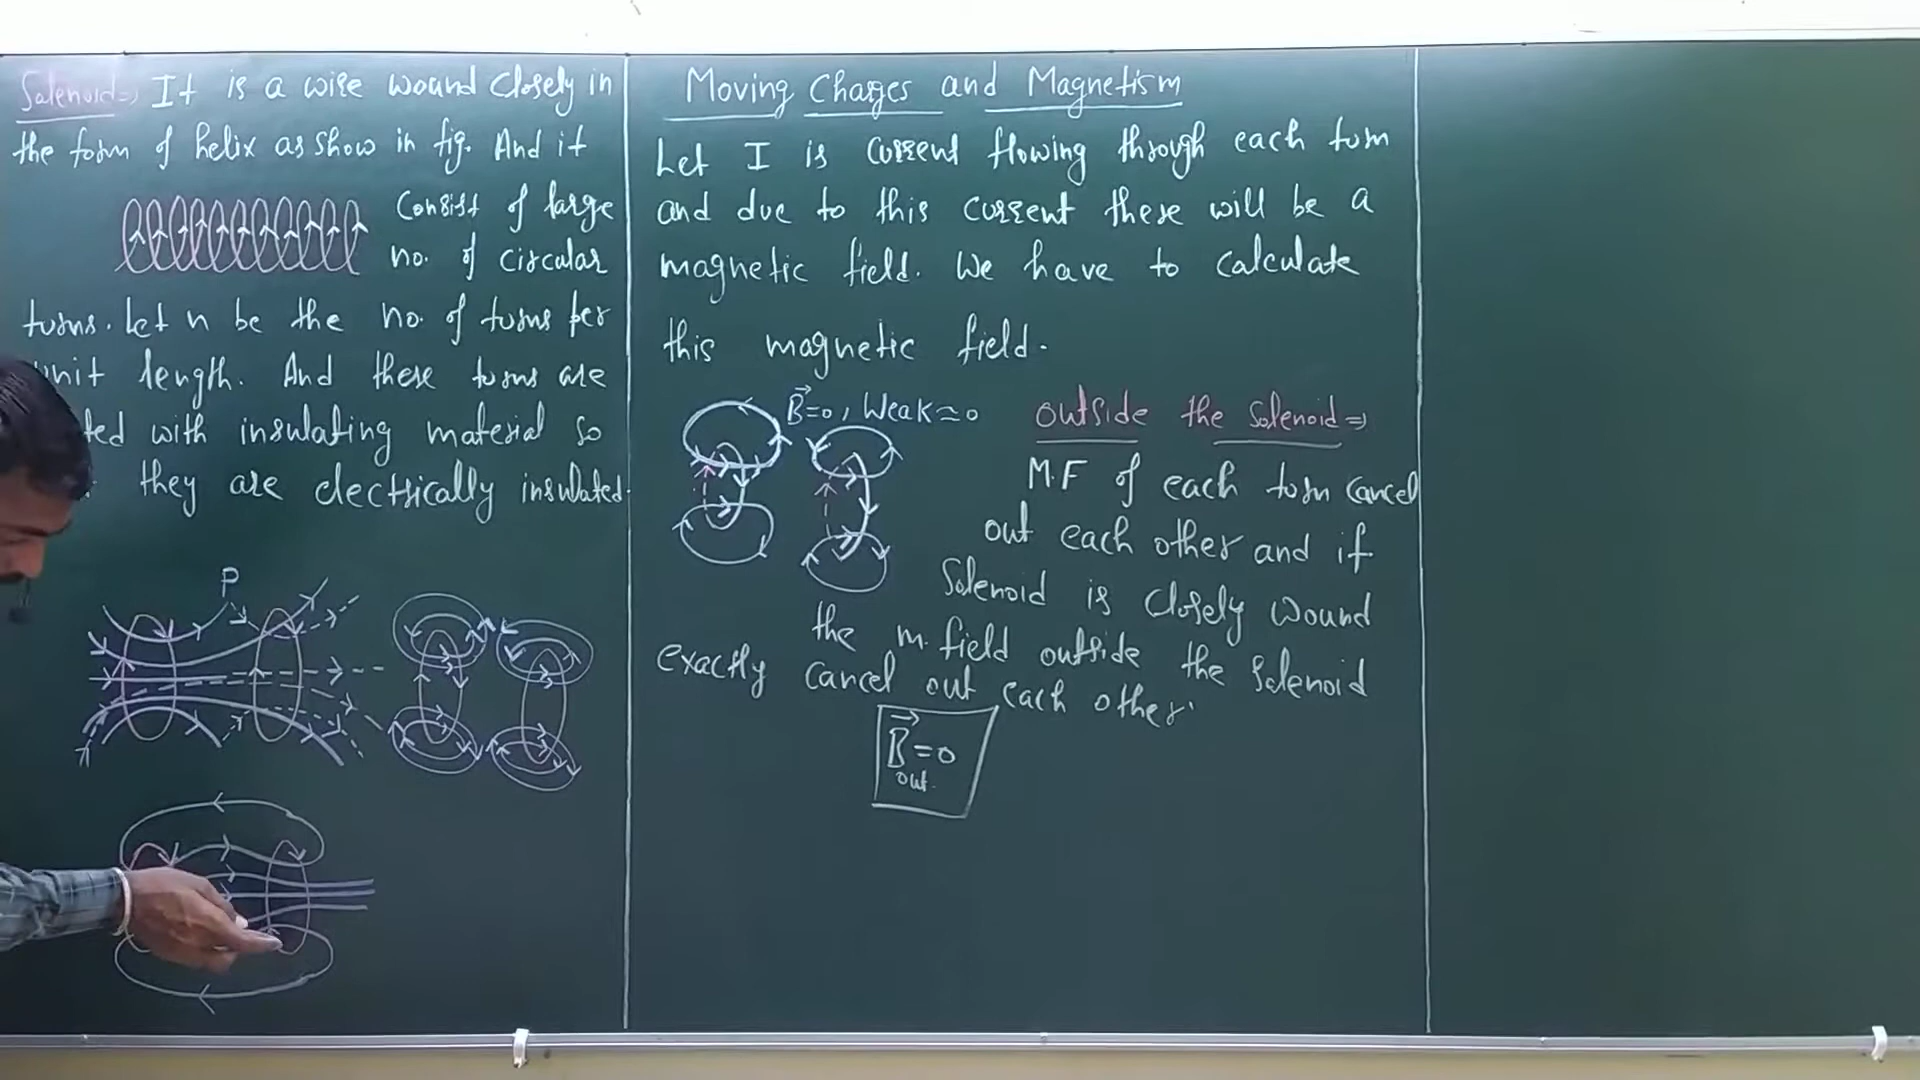 Solenoid⇒ It is a wire wound closely in
the form of helix as show in fig. And it
Consist of large
no. of circular
turns. Let n be the no. of turns per
unit length. And these turns are
ted with insulating material so
they are electrically insulated.
P
Moving Charges and Magnetism
Let I is current flowing through each turn
and due to this current there will be a
magnetic field. We have to calculate
this magnetic field.
B⃗=0, Weak≈0
outside the Solenoid⇒
M.F of each turn cancel
out each other and if
Solenoid is closely wound
the m.field outside the Solenoid
exactly cancel out each other.
B⃗=0
out.